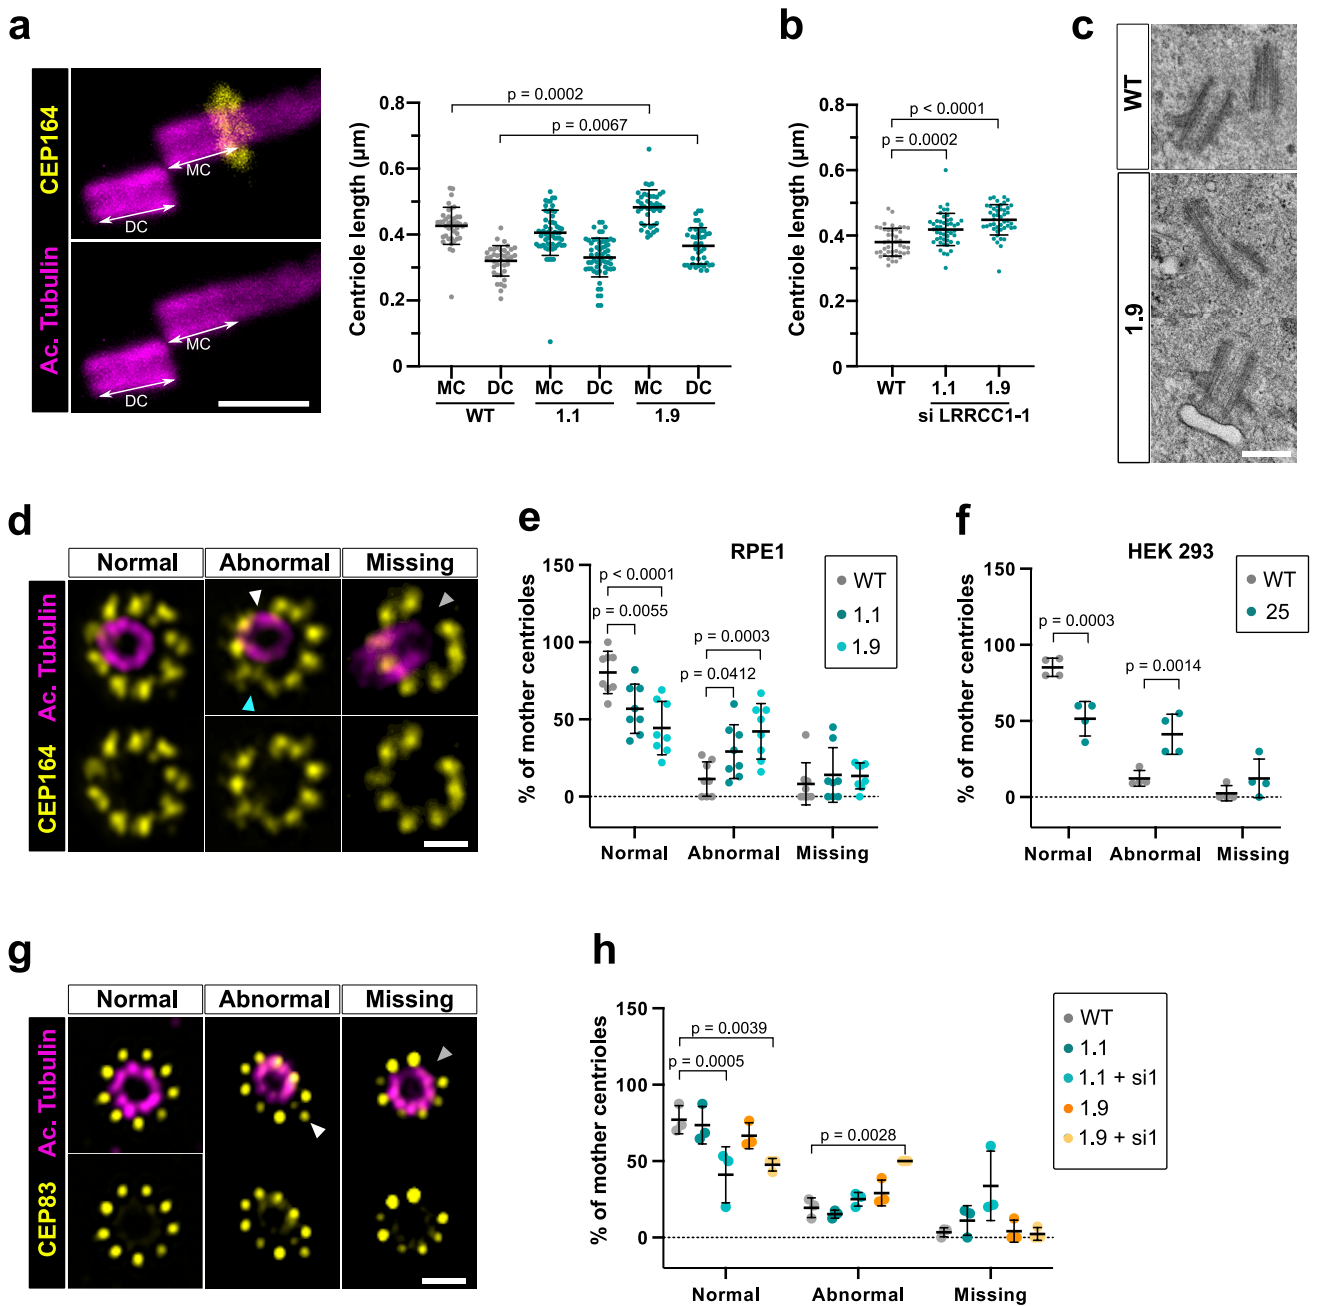 a
CEP164
Ac. Tubulin
MC
DC
MC
DC
Centriole length (µm)
0.8
0.6
0.4
0.2
0
p = 0.0002
p = 0.0067
MC DC MC DC MC DC
WT 1.1 1.9
b
Centriole length (µm)
0.8
0.6
0.4
0.2
0
p < 0.0001
p = 0.0002
WT 1.1 1.9
si LRRCC1-1
c
WT
1.9
d
Normal Abnormal Missing
Ac. Tubulin
CEP164
e
RPE1
% of mother centrioles
150
100
50
0
p < 0.0001
p = 0.0055
p = 0.0003
p = 0.0412
WT
1.1
1.9
Normal Abnormal Missing
f
HEK 293
% of mother centrioles
150
100
50
0
p = 0.0003
p = 0.0014
WT
25
Normal Abnormal Missing
g
Normal Abnormal Missing
Ac. Tubulin
CEP83
h
% of mother centrioles
150
100
50
0
p = 0.0039
p = 0.0005
p = 0.0028
WT
1.1
1.1 + si1
1.9
1.9 + si1
Normal Abnormal Missing